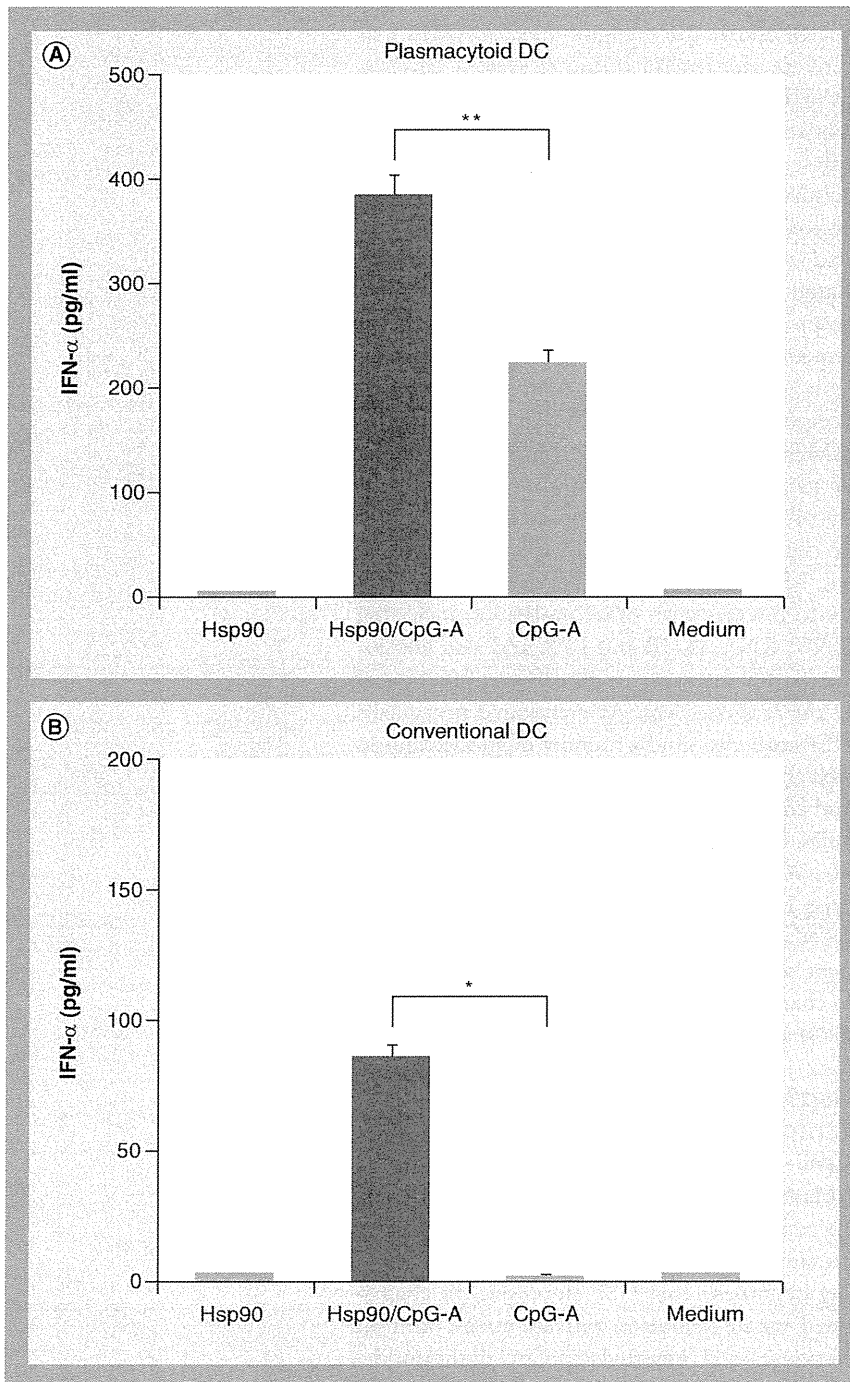 A
Plasmacytoid DC
500
**
400
300
200
100
0
IFN-α (pg/ml)
Hsp90 Hsp90/CpG-A CpG-A Medium
B
Conventional DC
200
150
*
100
50
0
IFN-α (pg/ml)
Hsp90 Hsp90/CpG-A CpG-A Medium